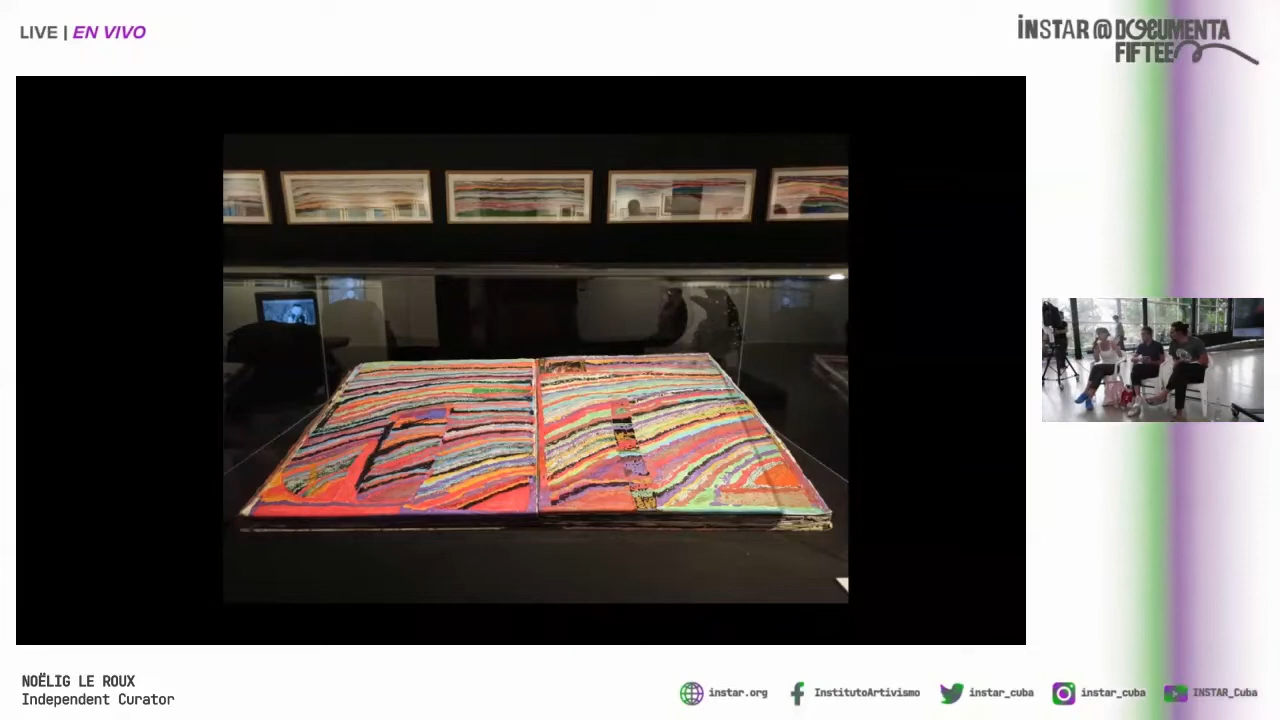 LIVE | EN VIVO
INSTAR @ DOCUMENTA
FIFTEEN
NOËLIG LE ROUX
Independent Curator
instar.org
InstitutoArtivismo
instar_cuba
instar_cuba
INSTAR_Cuba